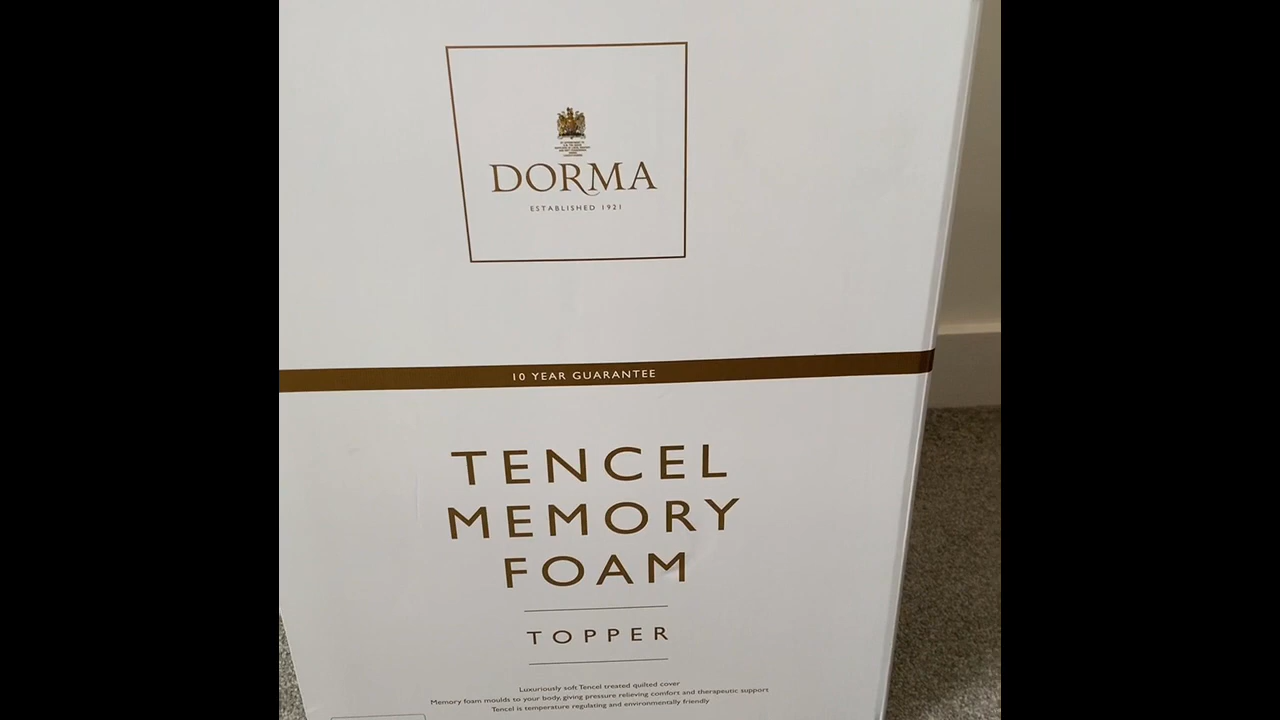 DORMA
ESTABLISHED 1921
10 YEAR GUARANTEE
TENCEL
MEMORY
FOAM
TOPPER
Luxuriously soft Tencel treated quilted cover
Memory foam moulds to your body, giving pressure relieving comfort and therapeutic support
Tencel is temperature regulating and environmentally friendly